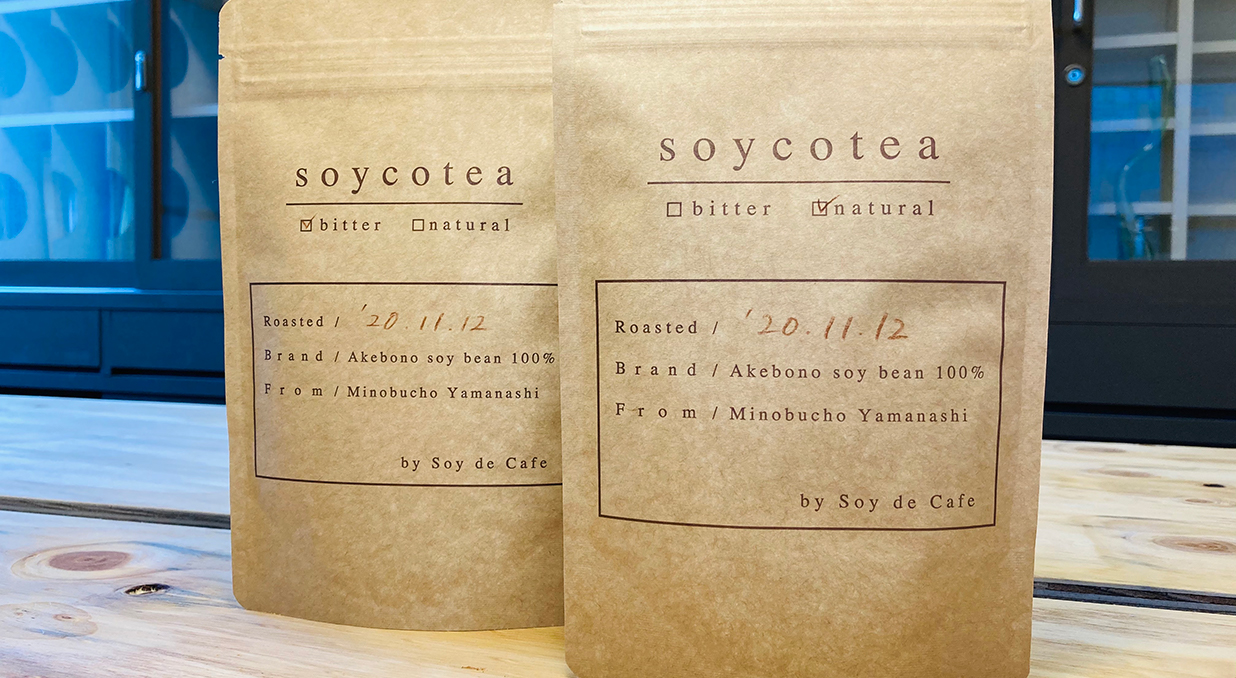 soycotea
☑bitter ☐natural
Roasted / '20.11.12
Brand / Akebono soy bean 100%
From / Minobucho Yamanashi
by Soy de Cafe
soycotea
☐bitter ☑natural
Roasted / '20.11.12
Brand / Akebono soy bean 100%
From / Minobucho Yamanashi
by Soy de Cafe